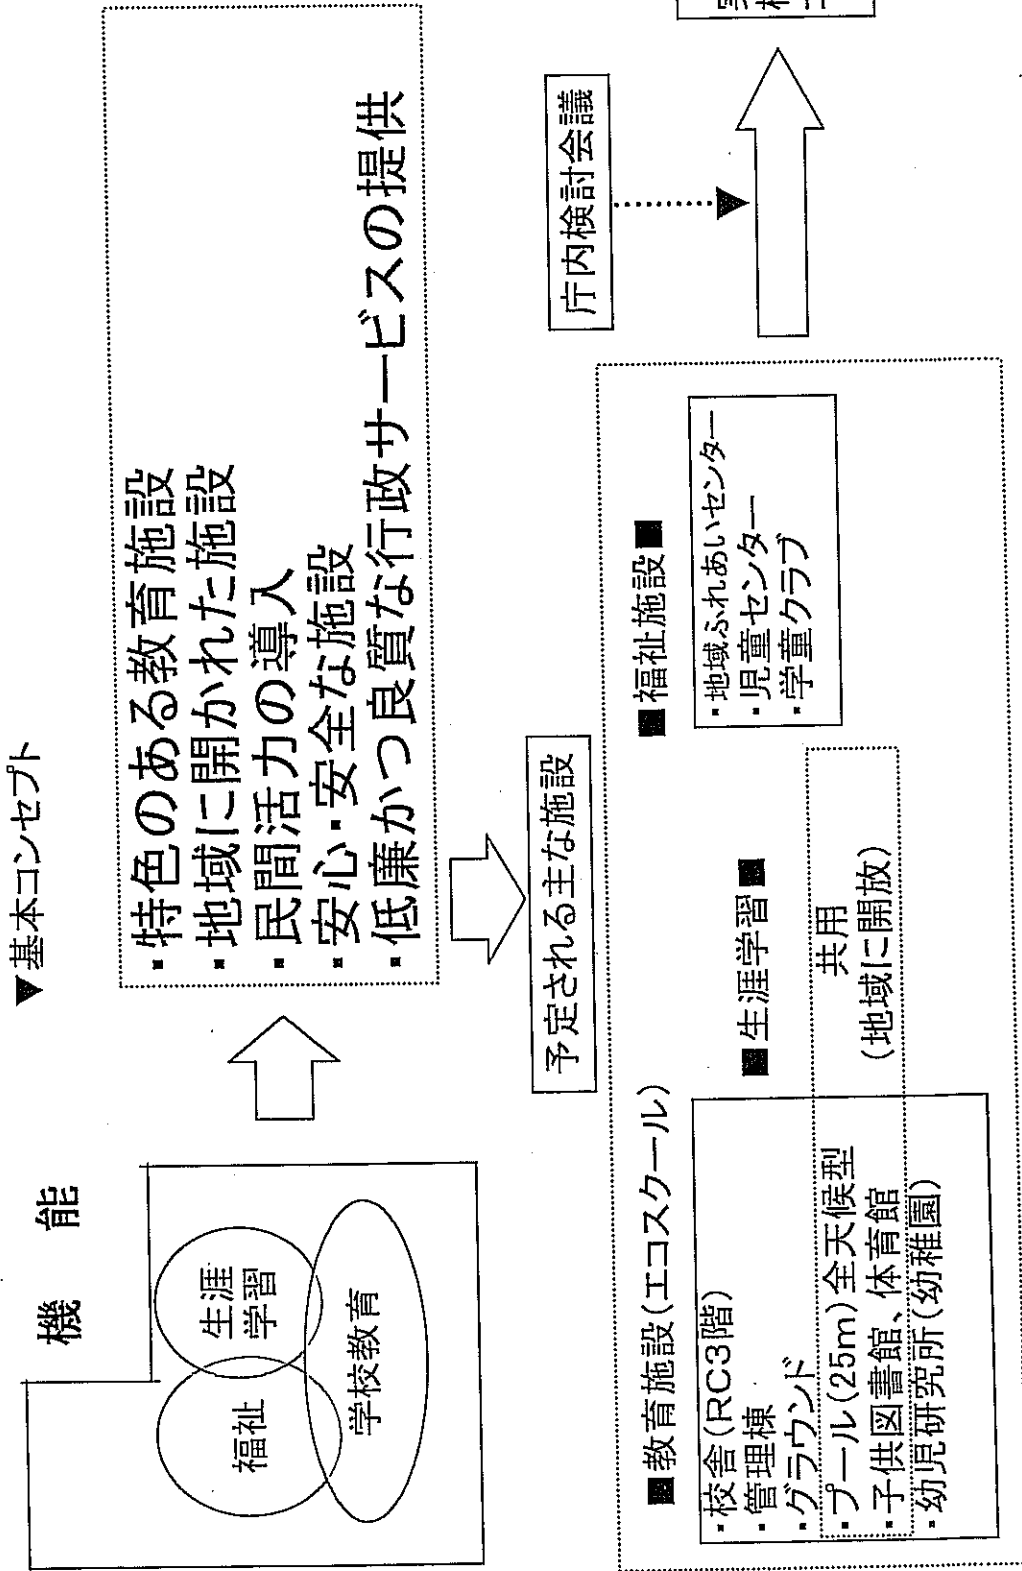 機 能
福祉
生涯
学習
学校教育
▼基本コンセプト
・特色のある教育施設
・地域に開かれた施設
・民間活力の導入
・安心・安全な施設
・低廉かつ良質な行政サービスの提供
予定される主な施設
■教育施設(エコスクール)
・校舎(RC3階)
・管理棟
・グラウンド
・プール(25m)全天候型
・子供図書館、体育館
・幼児研究所(幼稚園)
■生涯学習■
共用
(地域に開放)
■福祉施設■
・地域ふれあいセンター
・児童センター
・学童クラブ
庁内検討会議